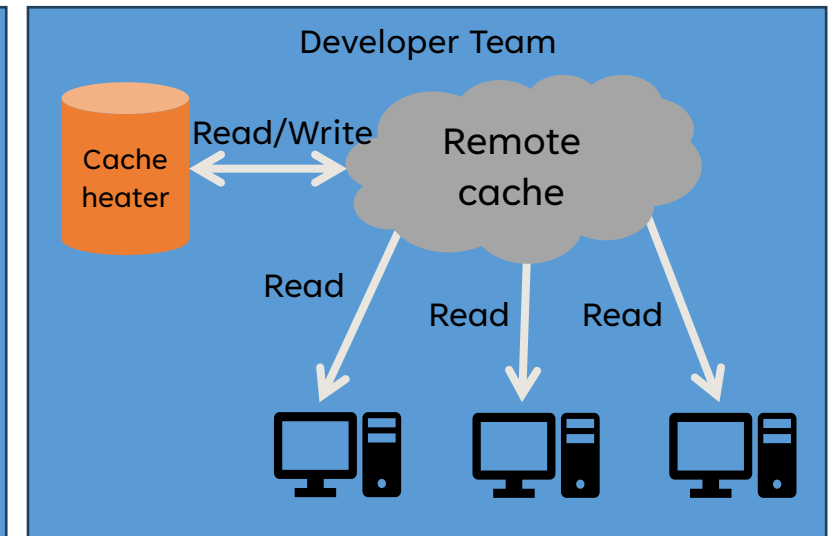 Developer Team
Read/Write
Cache
heater
Remote
cache
Read
Read
Read